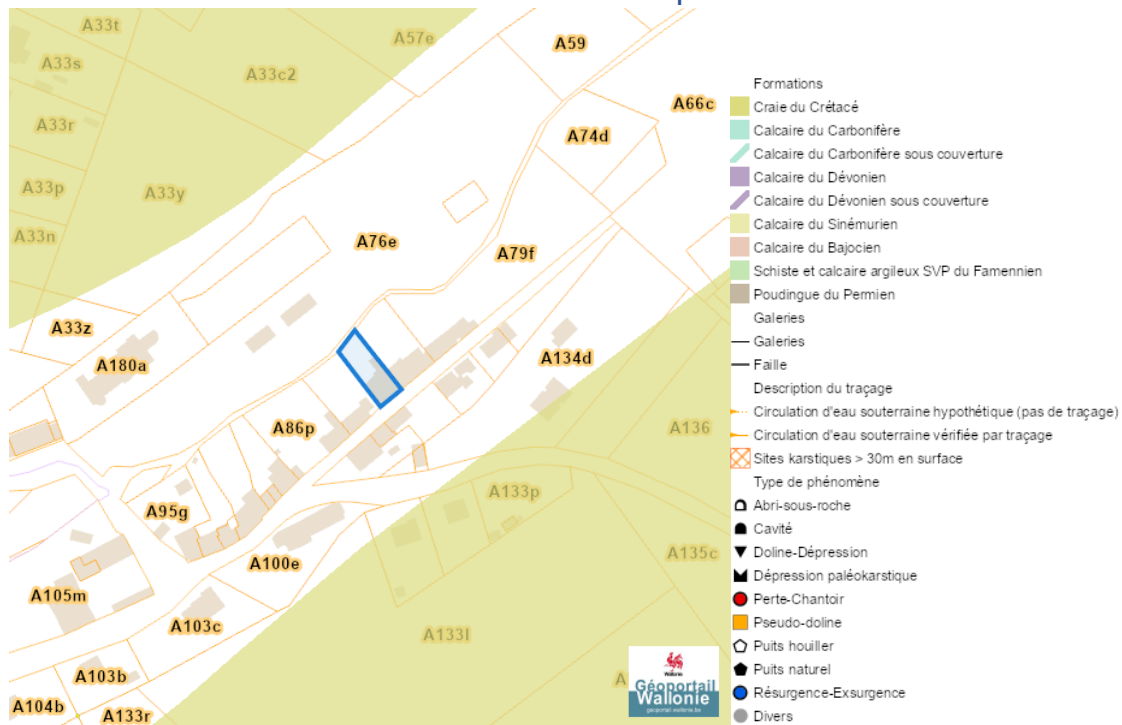 A33t
A57e
A59
A33s
A33c2
A66c
A33r
A74d
A33p
A33y
A33n
A76e
A79f
A33z
A180a
A134d
A86p
A136
A133p
A95g
A100e
A135c
A105m
A103c
A133l
A
A103b
A104b
A133r
Wallonie
Géoportail
Wallonie
geoportail.wallonie.be
Formations
Craie du Crétacé
Calcaire du Carbonifère
Calcaire du Carbonifère sous couverture
Calcaire du Dévonien
Calcaire du Dévonien sous couverture
Calcaire du Sinémurien
Calcaire du Bajocien
Schiste et calcaire argileux SVP du Famennien
Poudingue du Permien
Galeries
Galeries
Faille
Description du traçage
Circulation d'eau souterraine hypothétique (pas de traçage)
Circulation d'eau souterraine vérifiée par traçage
Sites karstiques > 30m en surface
Type de phénomène
Abri-sous-roche
Cavité
Doline-Dépression
Dépression paléokarstique
Perte-Chantoir
Pseudo-doline
Puits houiller
Puits naturel
Résurgence-Exsurgence
Divers